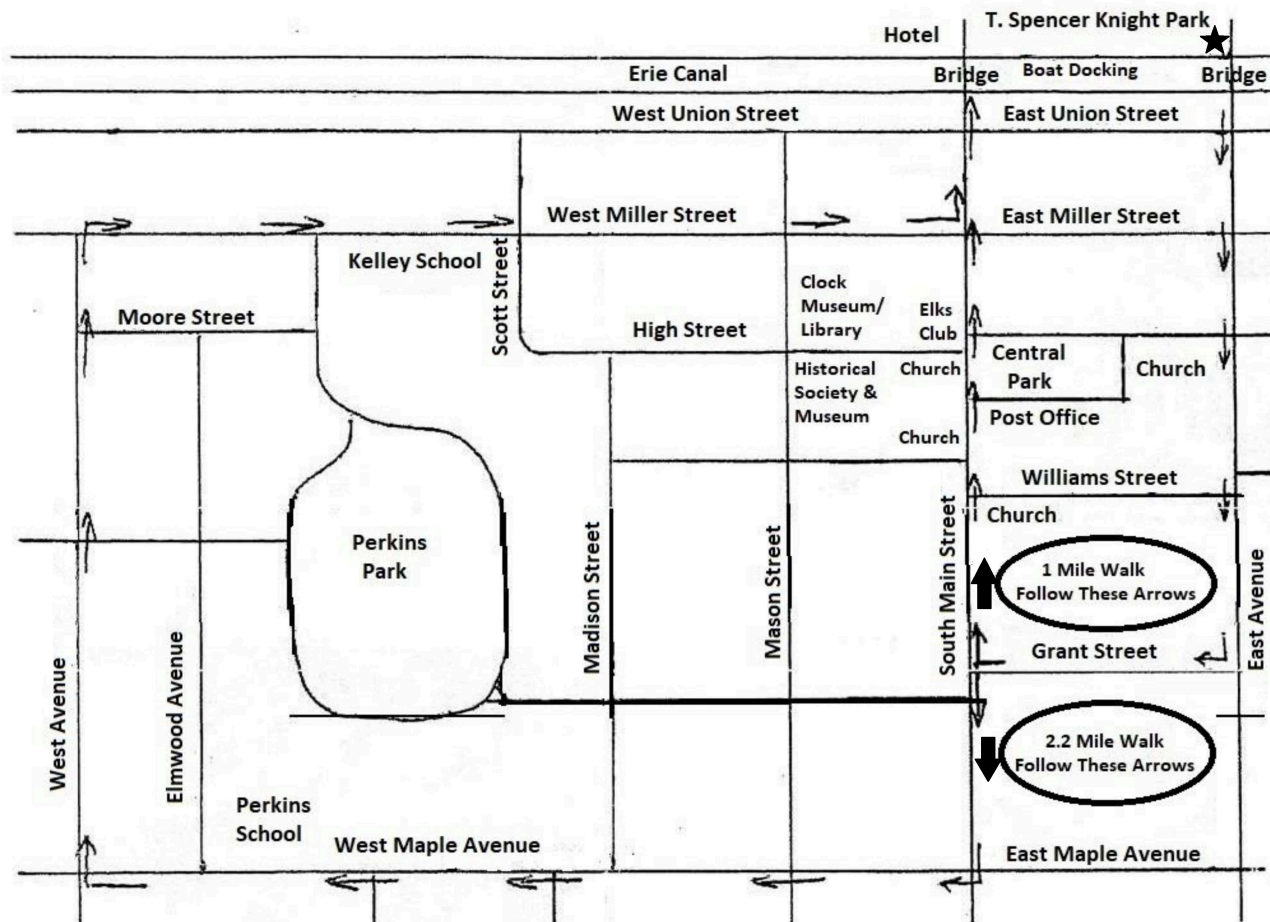 T. Spencer Knight Park
Hotel
Erie Canal
Bridge
Boat Docking
Bridge
West Union Street
East Union Street
West Miller Street
East Miller Street
Kelley School
Scott Street
Moore Street
High Street
Clock
Museum/
Library
Elks
Club
Central
Park
Church
Historical
Society &
Museum
Church
Post Office
Church
Williams Street
Church
Perkins
Park
Madison Street
Mason Street
South Main Street
1 Mile Walk
Follow These Arrows
Grant Street
East Avenue
West Avenue
Elmwood Avenue
2.2 Mile Walk
Follow These Arrows
Perkins
School
West Maple Avenue
East Maple Avenue